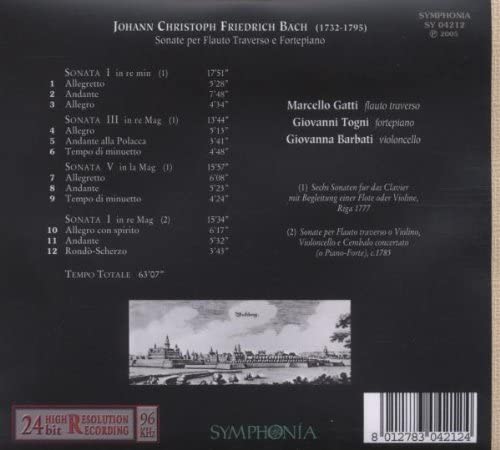 JOHANN CHRISTOPH FRIEDRICH BACH (1732-1795)
Sonate per Flauto Traverso e Fortepiano
SYMPHONIA
SY 04212
℗ 2005
SONATA I in re min (1) 17'51"
1 Allegretto 5'28"
2 Andante 7'48"
3 Allegro 4'34"
SONATA III in re Mag (1) 13'44"
4 Allegro 5'13"
5 Andante alla Polacca 3'41"
6 Tempo di minuetto 4'48"
SONATA V in la Mag (1) 15'57"
7 Allegretto 6'08"
8 Andante 5'23"
9 Tempo di minuetto 4'24"
SONATA I in re Mag (2) 15'34"
10 Allegro con spirito 6'17"
11 Andante 5'32"
12 Rondò-Scherzo 3'43"
TEMPO TOTALE 63'07"
Marcello Gatti flauto traverso
Giovanni Togni fortepiano
Giovanna Barbati violoncello
(1) Sechs Sonaten fur das Clavier
mit Begleitung einer Flote oder Violine,
Riga 1777
(2) Sonate per Flauto traverso o Violino,
Violoncello e Cembalo concertato
(o Piano-Forte), c.1785
24 bit HIGH RESOLUTION RECORDING 96 KHz
SYMPHONÍA
8 012783 042124